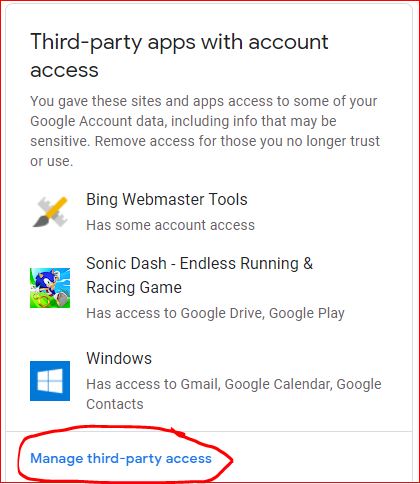 Third-party apps with account
access
You gave these sites and apps access to some of your
Google Account data, including info that may be
sensitive. Remove access for those you no longer trust
or use.
Bing Webmaster Tools
Has some account access
Sonic Dash - Endless Running &
Racing Game
Has access to Google Drive, Google Play
Windows
Has access to Gmail, Google Calendar, Google
Contacts
Manage third-party access